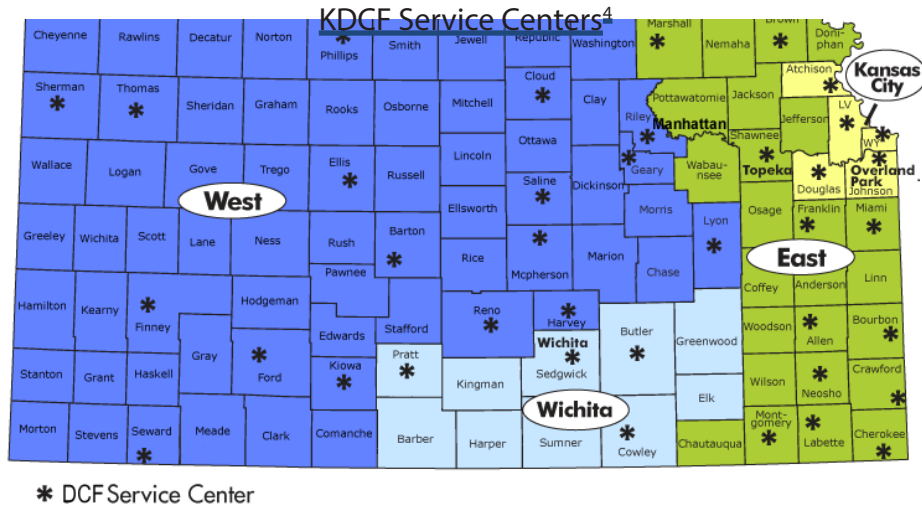 KDCF Service Centers4
Cheyenne
Rawlins
Decatur
Norton
Phillips
Smith
Jewell
Republic
Washington
Marshall
Nemaha
Brown
Doni-
phan
Sherman
Thomas
Sheridan
Graham
Rooks
Osborne
Mitchell
Cloud
Clay
Riley
Pottawatomie
Jackson
Atchison
Kansas
City
Jefferson
LV
WY
Manhattan
Ottawa
Shawnee
Topeka
Wallace
Logan
Gove
Trego
Ellis
Russell
Lincoln
Saline
Dickinson
Geary
Wabau-
nsee
Douglas
Overland
Park
Johnson
West
Greeley
Wichita
Scott
Lane
Ness
Rush
Barton
Ellsworth
Rice
Mcpherson
Marion
Morris
Chase
Lyon
Osage
Franklin
Miami
East
Coffey
Anderson
Linn
Pawnee
Hamilton
Kearny
Finney
Hodgeman
Edwards
Stafford
Reno
Harvey
Butler
Greenwood
Woodson
Allen
Bourbon
Gray
Ford
Kiowa
Pratt
Kingman
Wichita
Sedgwick
Elk
Wilson
Neosho
Crawford
Stanton
Grant
Haskell
Wichita
Morton
Stevens
Seward
Meade
Clark
Comanche
Barber
Harper
Sumner
Cowley
Chautauqua
Mont-
gomery
Labette
Cherokee
* DCF Service Center